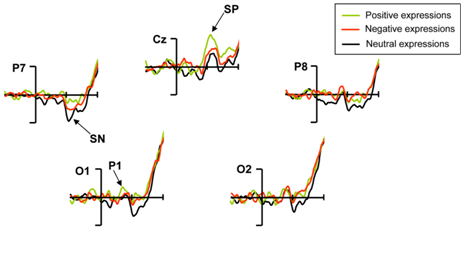 SP
Positive expressions
Negative expressions
Neutral expressions
Cz
P7
P8
SN
O1
P1
O2